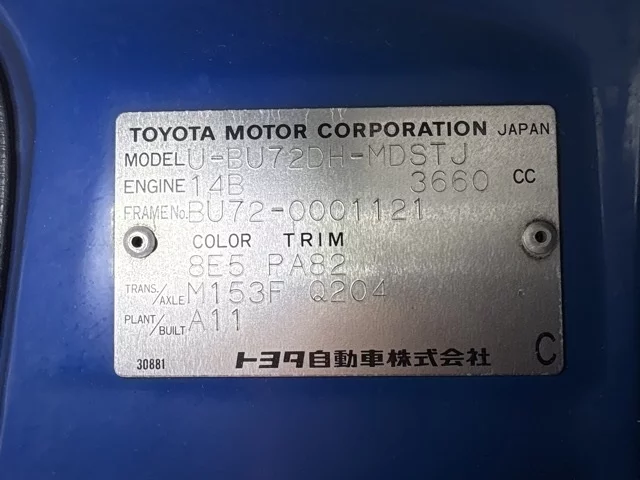 TOYOTA MOTOR CORPORATION JAPAN
MODEL U-BU72DH-MDSTJ
ENGINE 14B 3660 CC
FRAME No. BU72-0001121
COLOR TRIM
8E5 PA82
TRANS./AXLE M153F Q204
PLANT/BUILT A11
30881 トヨタ自動車株式会社 C